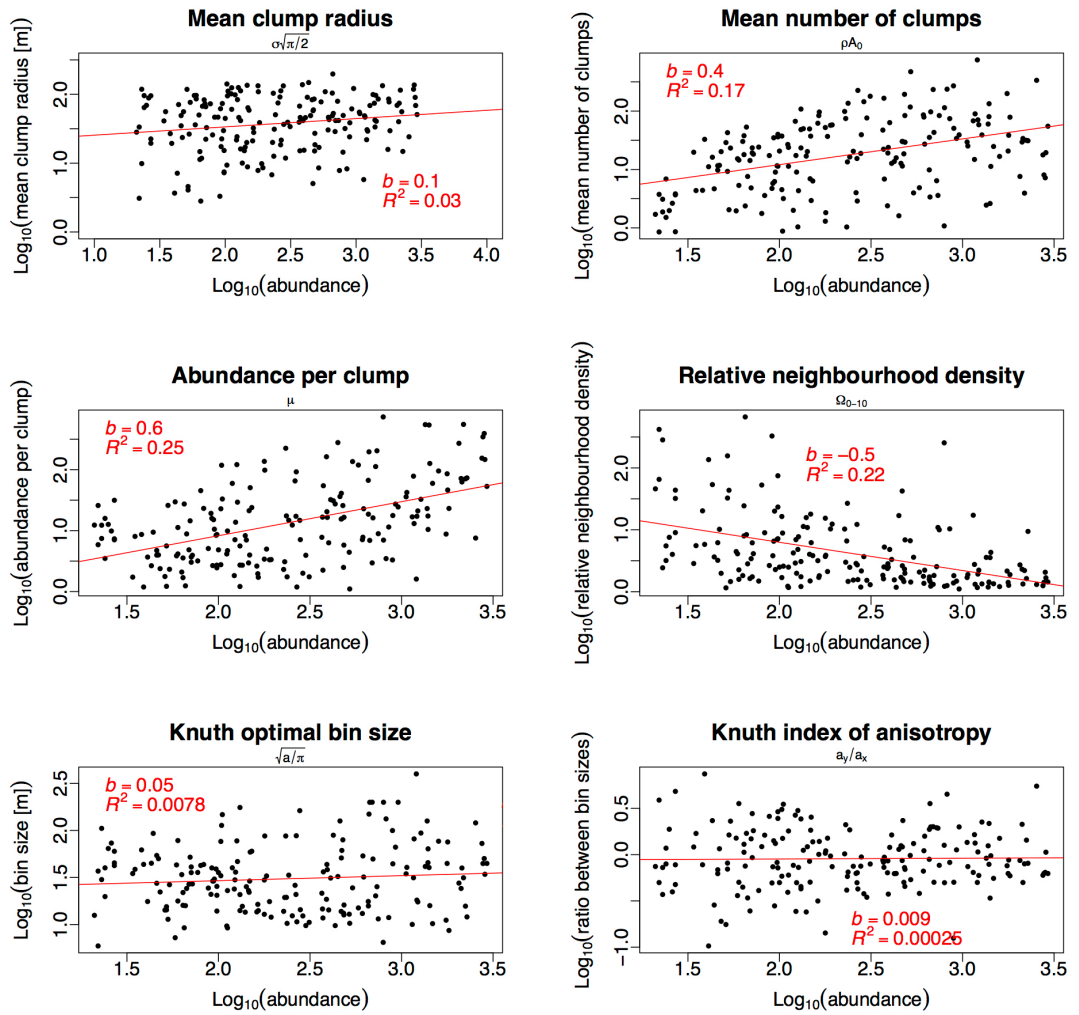 Mean clump radius
σ√π/2
Log10(mean clump radius [m])
0.0 1.0 2.0
b = 0.1
R² = 0.03
1.0 1.5 2.0 2.5 3.0 3.5 4.0
Log10(abundance)
Mean number of clumps
ρA0
Log10(mean number of clumps)
0.0 1.0 2.0
b = 0.4
R² = 0.17
1.5 2.0 2.5 3.0 3.5
Log10(abundance)
Abundance per clump
μ
Log10(abundance per clump)
0.0 1.0 2.0
b = 0.6
R² = 0.25
1.5 2.0 2.5 3.0 3.5
Log10(abundance)
Relative neighbourhood density
Ω0−10
Log10(relative neighbourhood density)
0.0 1.0 2.0
b = −0.5
R² = 0.22
1.5 2.0 2.5 3.0 3.5
Log10(abundance)
Knuth optimal bin size
√a/π
Log10(bin size [m])
1.0 1.5 2.0 2.5
b = 0.05
R² = 0.0078
1.5 2.0 2.5 3.0 3.5
Log10(abundance)
Knuth index of anisotropy
ay/ax
Log10(ratio between bin sizes)
−1.0 0.0 0.5
b = 0.009
R² = 0.00025
1.5 2.0 2.5 3.0 3.5
Log10(abundance)